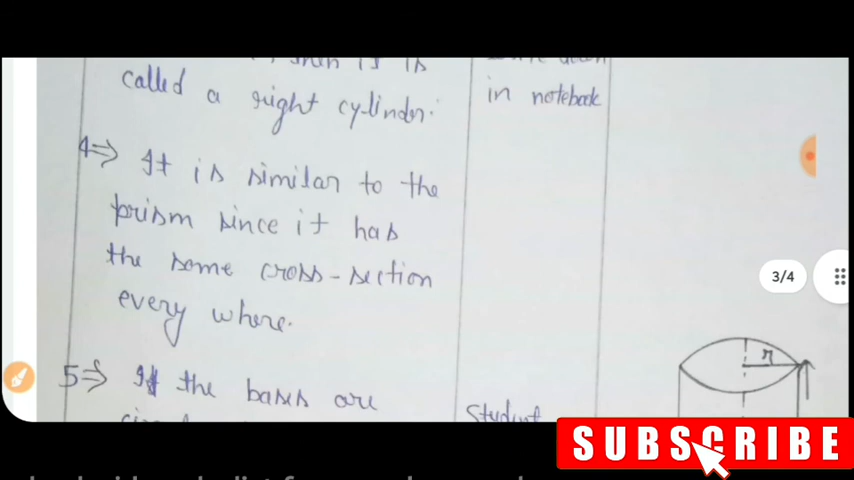 called a right cylinder.
in notebook
4⇒ It is similar to the
prism since it has
the same cross-section
every where.
3/4
r
5⇒ If the bases are
Student
SUBSCRIBE